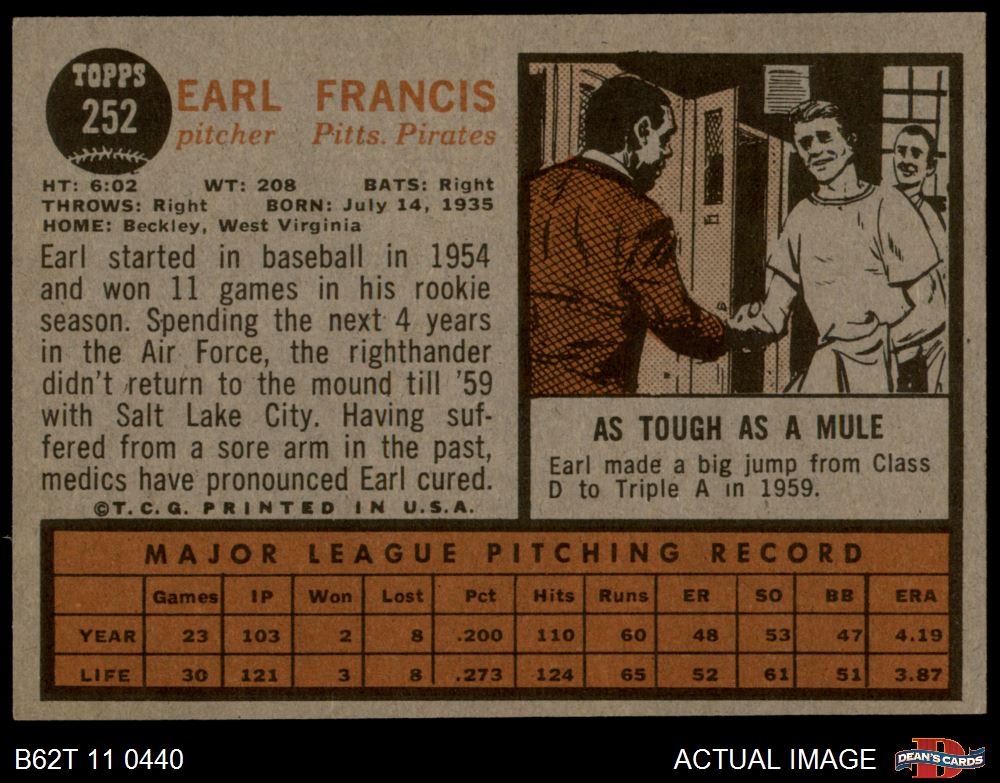 TOPPS
252
EARL FRANCIS
pitcher Pitts. Pirates
HT: 6:02 WT: 208 BATS: Right
THROWS: Right BORN: July 14, 1935
HOME: Beckley, West Virginia
Earl started in baseball in 1954
and won 11 games in his rookie
season. Spending the next 4 years
in the Air Force, the righthander
didn't return to the mound till '59
with Salt Lake City. Having suf-
fered from a sore arm in the past,
medics have pronounced Earl cured.
©T.C.G. PRINTED IN U.S.A.
AS TOUGH AS A MULE
Earl made a big jump from Class
D to Triple A in 1959.
MAJOR LEAGUE PITCHING RECORD
Games IP Won Lost Pct Hits Runs ER SO BB ERA
YEAR 23 103 2 8 .200 110 60 48 53 47 4.19
LIFE 30 121 3 8 .273 124 65 52 61 51 3.87
B62T 11 0440 ACTUAL IMAGE
D
DEAN'S CARDS